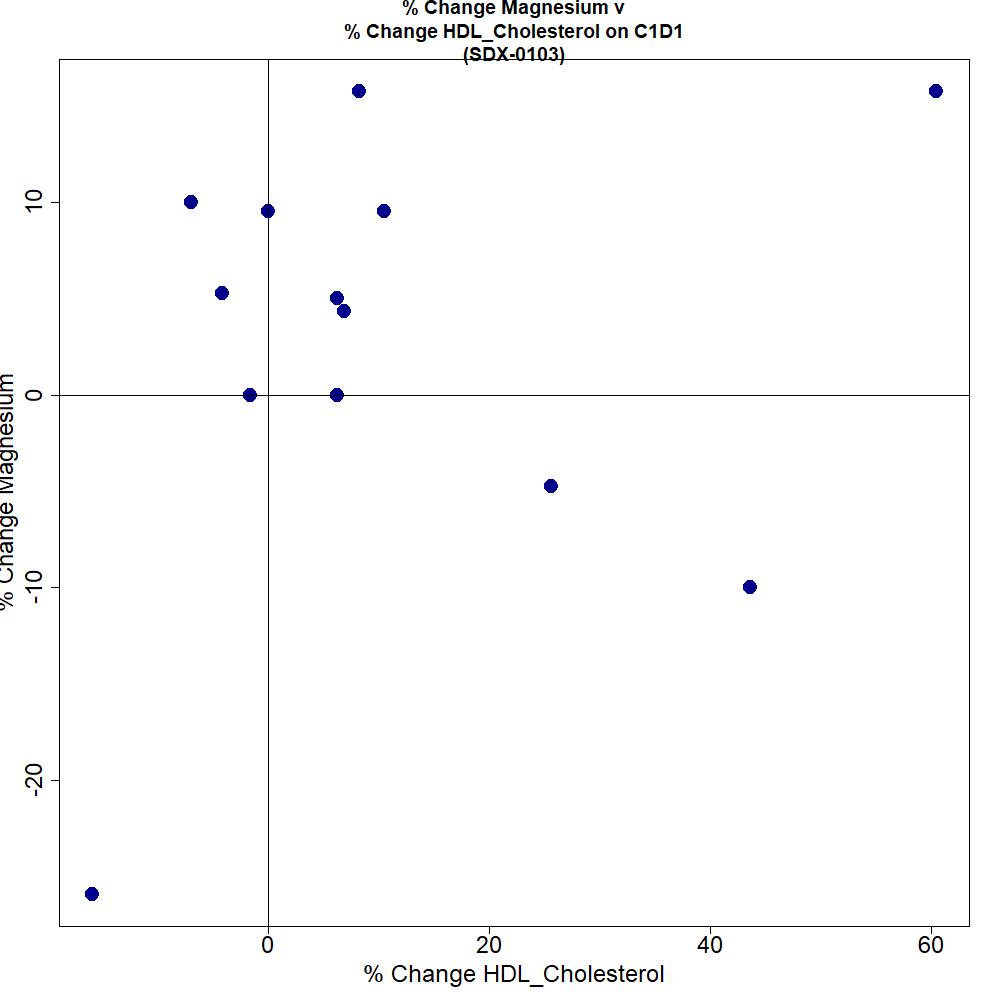 % Change Magnesium v
% Change HDL_Cholesterol on C1D1
(SDX-0103)
10
0
-10
-20
% Change Magnesium
0
20
40
60
% Change HDL_Cholesterol